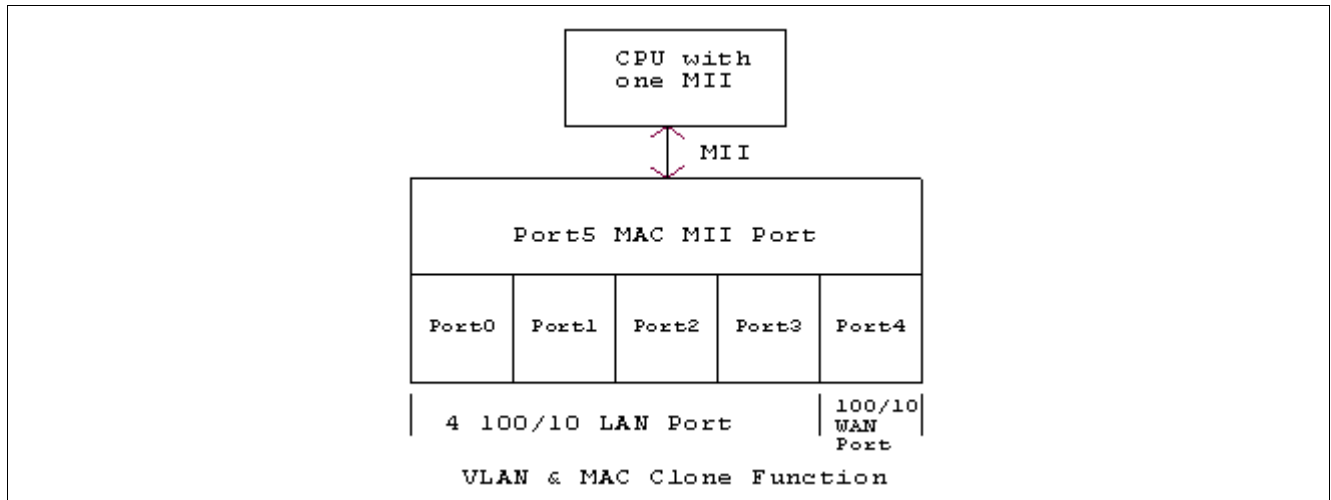 CPU with
one MII
MII
Port5 MAC MII Port
Port0 Port1 Port2 Port3 Port4
4 100/10 LAN Port
100/10
WAN
Port
VLAN & MAC Clone Function